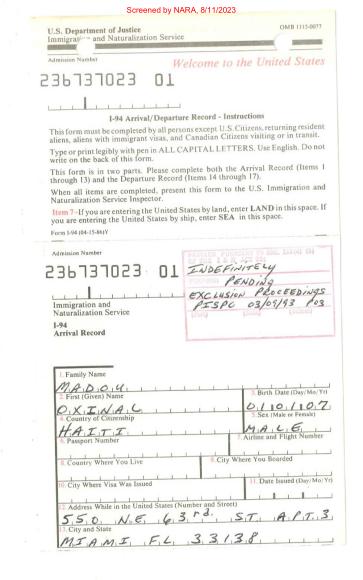 Screened by NARA, 8/11/2023
U.S. Department of Justice
OMB 1115-0077
Immigration and Naturalization Service
Admission Number
Welcome to the United States
236737023 01
I-94 Arrival/Departure Record - Instructions
This form must be completed by all persons except U.S. Citizens, returning resident
aliens, aliens with immigrant visas, and Canadian Citizens visiting or in transit.
Type or print legibly with pen in ALL CAPITAL LETTERS. Use English. Do not
write on the back of this form.
This form is in two parts. Please complete both the Arrival Record (Items 1
through 13) and the Departure Record (Items 14 through 17).
When all items are completed, present this form to the U.S. Immigration and
Naturalization Service Inspector.
Item 7-If you are entering the United States by land, enter LAND in this space. If
you are entering the United States by ship, enter SEA in this space.
Form I-94 (04-15-86)Y
Admission Number
236737023 01
INDEFINITELY
PENDING
EXCLUSION PROCEEDINGS
PISPC 03/09/93 P03
Immigration and
Naturalization Service
I-94
Arrival Record
1. Family Name
MADOU
2. First (Given) Name
3. Birth Date (Day/Mo/Yr)
OXINAL
01 10 107
4. Country of Citizenship
5. Sex (Male or Female)
HAITI
MALE
6. Passport Number
7. Airline and Flight Number
8. Country Where You Live
9. City Where You Boarded
10. City Where Visa Was Issued
11. Date Issued (Day/Mo/Yr)
12. Address While in the United States (Number and Street)
550 NE 63rd. ST APT.3
13. City and State
MIAMI FL 33138